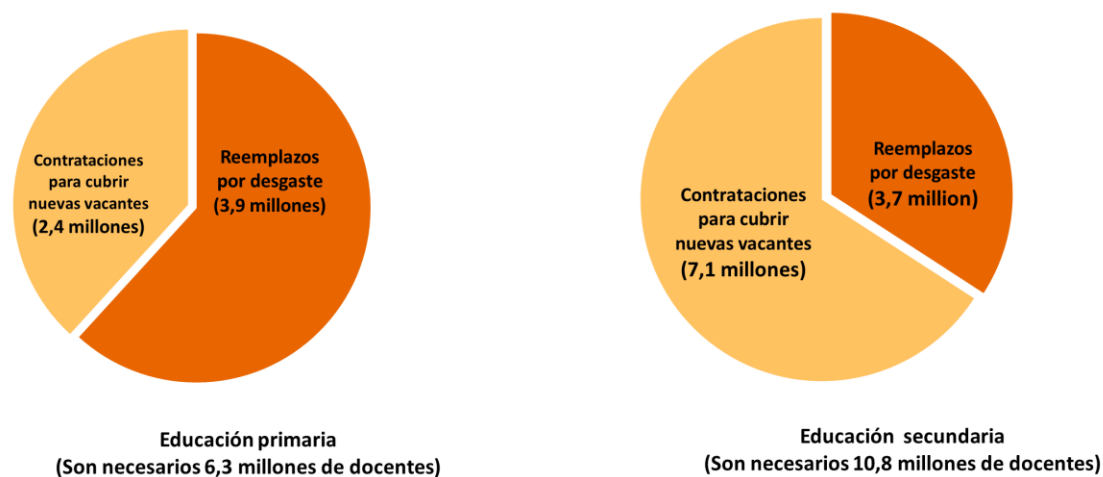 Contrataciones
para cubrir
nuevas vacantes
(2,4 millones)
Reemplazos
por desgaste
(3,9 millones)
Educación primaria
(Son necesarios 6,3 millones de docentes)
Contrataciones
para cubrir
nuevas vacantes
(7,1 millones)
Reemplazos
por desgaste
(3,7 million)
Educación secundaria
(Son necesarios 10,8 millones de docentes)